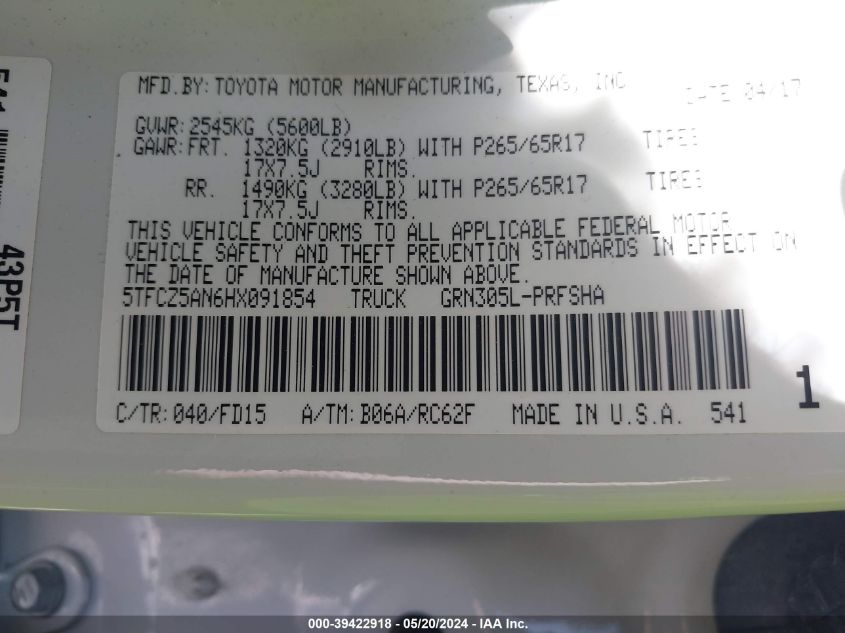 MFD.BY: TOYOTA MOTOR MANUFACTURING, TEXAS, INC DATE 04/17
GVWR: 2545KG (5600LB)
GAWR: FRT. 1320KG (2910LB) WITH P265/65R17 TIRES
17X7.5J RIMS.
RR. 1490KG (3280LB) WITH P265/65R17 TIRES
17X7.5J RIMS.
THIS VEHICLE CONFORMS TO ALL APPLICABLE FEDERAL MOTOR
VEHICLE SAFETY AND THEFT PREVENTION STANDARDS IN EFFECT ON
THE DATE OF MANUFACTURE SHOWN ABOVE.
5TFCZ5AN6HX091854 TRUCK GRN305L-PRFSHA
C/TR: 040/FD15 A/TM: B06A/RC62F MADE IN U.S.A. 541
1
541
43P5T
000-39422918 - 05/20/2024 - IAA Inc.